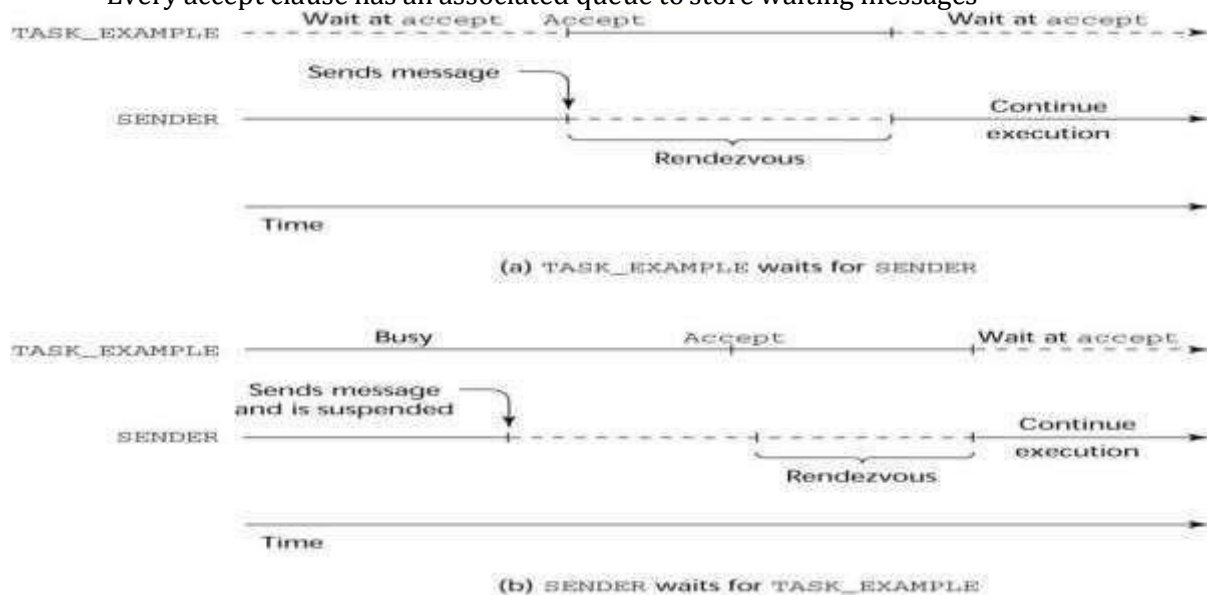 Every accept clause has an associated queue to store waiting messages
Wait at accept Accept Wait at accept
TASK_EXAMPLE
Sends message
Continue
SENDER
execution
Rendezvous
Time
(a) TASK_EXAMPLE waits for SENDER
Busy Accept Wait at accept
TASK_EXAMPLE
Sends message
and is suspended
Continue
SENDER
execution
Rendezvous
Time
(b) SENDER waits for TASK_EXAMPLE